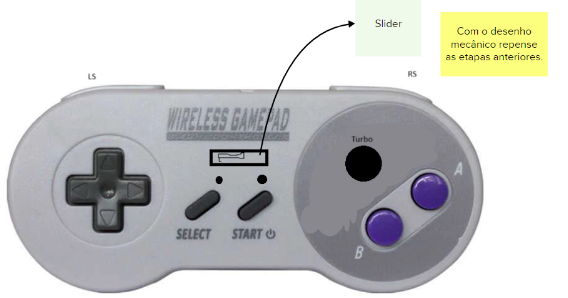 Slider
Com o desenho
mecânico repense
as etapas anteriores.
LS
RS
WIRELESS GAMEPAD
Turbo
A
SELECT
START
B